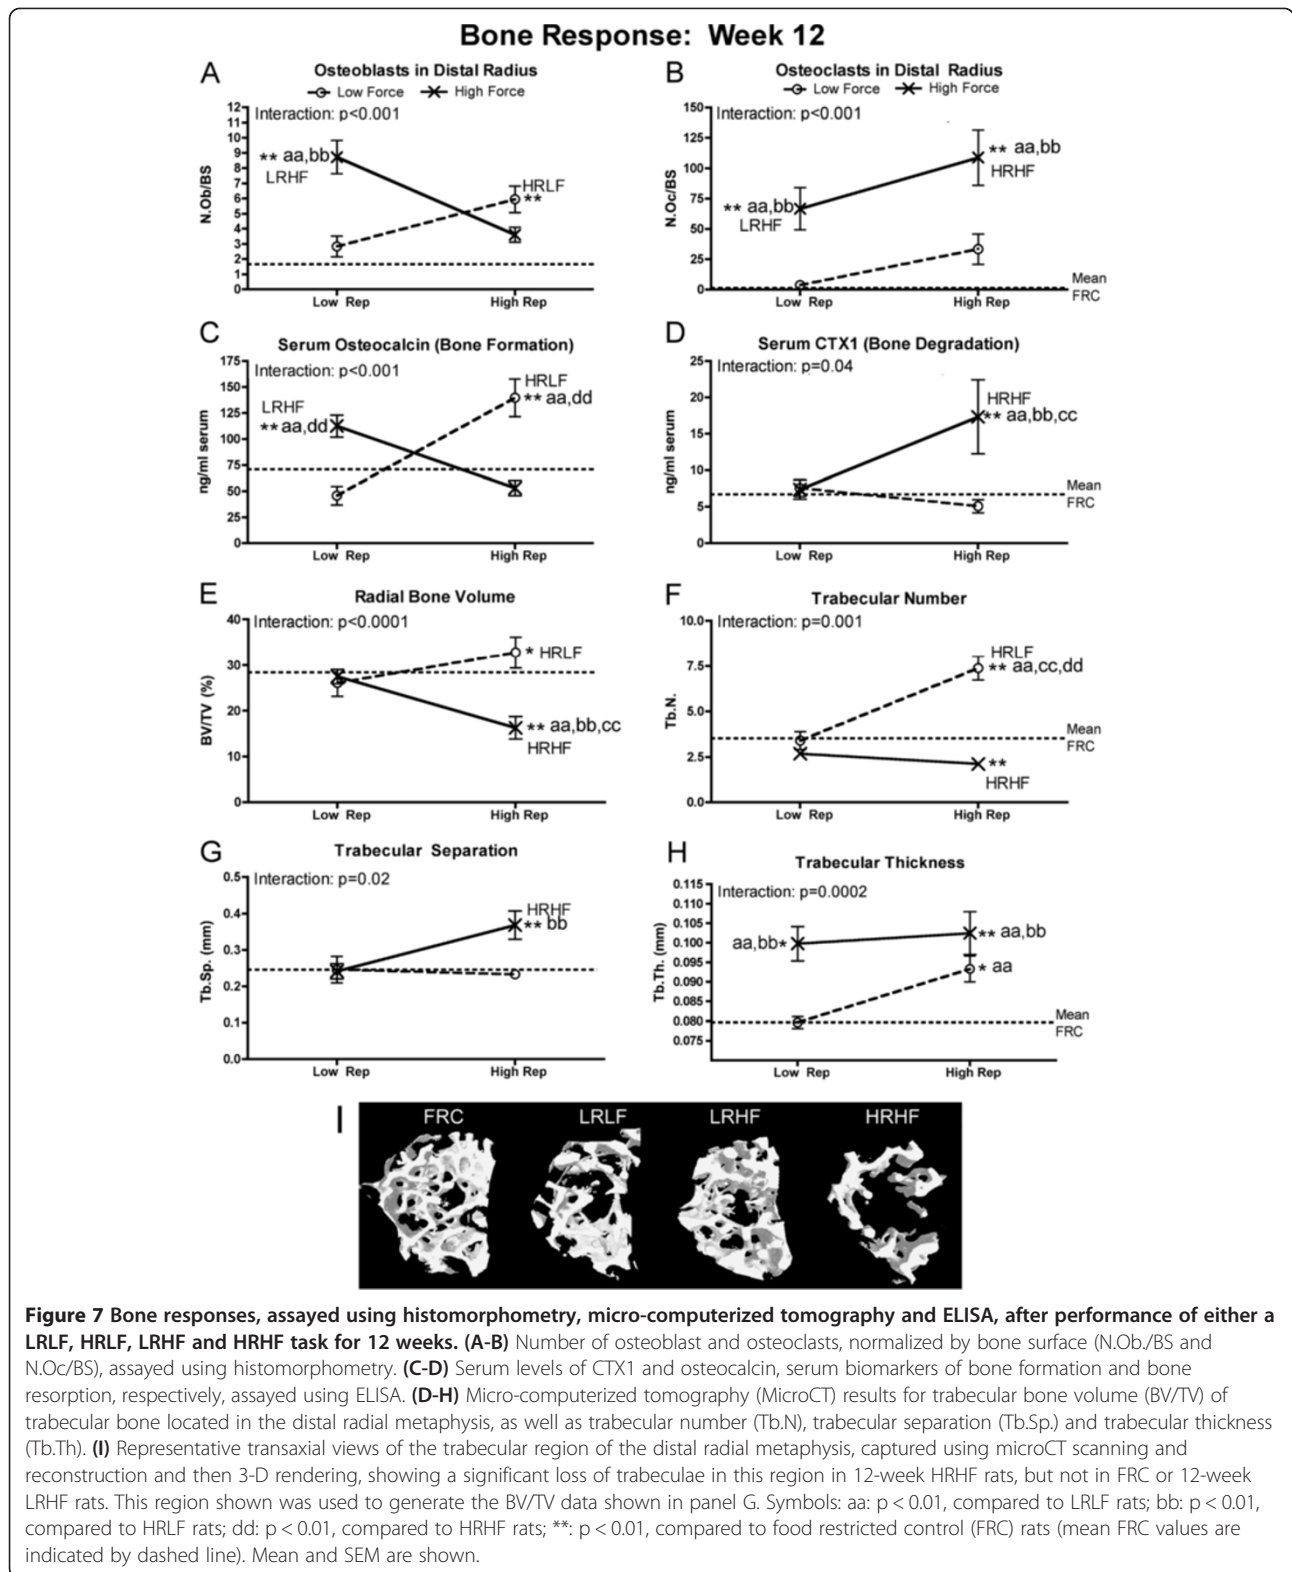 Bone Response: Week 12
A
Osteoblasts in Distal Radius
Low Force High Force
Interaction: p<0.001
12
11
10
9
8
7
6
5
4
3
2
1
0
N.Ob/BS
** aa,bb
LRHF
HRLF
**
Low Rep High Rep
B
Osteoclasts in Distal Radius
Low Force High Force
Interaction: p<0.001
150
125
100
75
50
25
0
N.Oc/BS
** aa,bb
LRHF
** aa,bb
HRHF
Mean
FRC
Low Rep High Rep
C
Serum Osteocalcin (Bone Formation)
Interaction: p<0.001
175
150
125
100
75
50
25
0
ng/ml serum
LRHF
** aa,dd
HRLF
** aa,dd
Low Rep High Rep
D
Serum CTX1 (Bone Degradation)
Interaction: p=0.04
25
20
15
10
5
0
ng/ml serum
HRHF
** aa,bb,cc
Mean
FRC
Low Rep High Rep
E
Radial Bone Volume
Interaction: p<0.0001
40
30
20
10
0
BV/TV (%)
* HRLF
** aa,bb,cc
HRHF
Low Rep High Rep
F
Trabecular Number
Interaction: p=0.001
10.0
7.5
5.0
2.5
0.0
Tb.N.
HRLF
** aa,cc,dd
Mean
FRC
**
HRHF
Low Rep High Rep
G
Trabecular Separation
Interaction: p=0.02
0.5
0.4
0.3
0.2
0.1
0.0
Tb.Sp. (mm)
HRHF
** bb
Low Rep High Rep
H
Trabecular Thickness
Interaction: p=0.0002
0.115
0.110
0.105
0.100
0.095
0.090
0.085
0.080
0.075
Tb.Th. (mm)
aa,bb*
** aa,bb
* aa
Mean
FRC
Low Rep High Rep
I
FRC LRLF LRHF HRHF
Figure 7 Bone responses, assayed using histomorphometry, micro-computerized tomography and ELISA, after performance of either a
LRLF, HRLF, LRHF and HRHF task for 12 weeks. (A-B) Number of osteoblast and osteoclasts, normalized by bone surface (N.Ob./BS and
N.Oc/BS), assayed using histomorphometry. (C-D) Serum levels of CTX1 and osteocalcin, serum biomarkers of bone formation and bone
resorption, respectively, assayed using ELISA. (D-H) Micro-computerized tomography (MicroCT) results for trabecular bone volume (BV/TV) of
trabecular bone located in the distal radial metaphysis, as well as trabecular number (Tb.N), trabecular separation (Tb.Sp.) and trabecular thickness
(Tb.Th). (I) Representative transaxial views of the trabecular region of the distal radial metaphysis, captured using microCT scanning and
reconstruction and then 3-D rendering, showing a significant loss of trabeculae in this region in 12-week HRHF rats, but not in FRC or 12-week
LRHF rats. This region shown was used to generate the BV/TV data shown in panel G. Symbols: aa: p < 0.01, compared to LRLF rats; bb: p < 0.01,
compared to HRLF rats; dd: p < 0.01, compared to HRHF rats; **: p < 0.01, compared to food restricted control (FRC) rats (mean FRC values are
indicated by dashed line). Mean and SEM are shown.